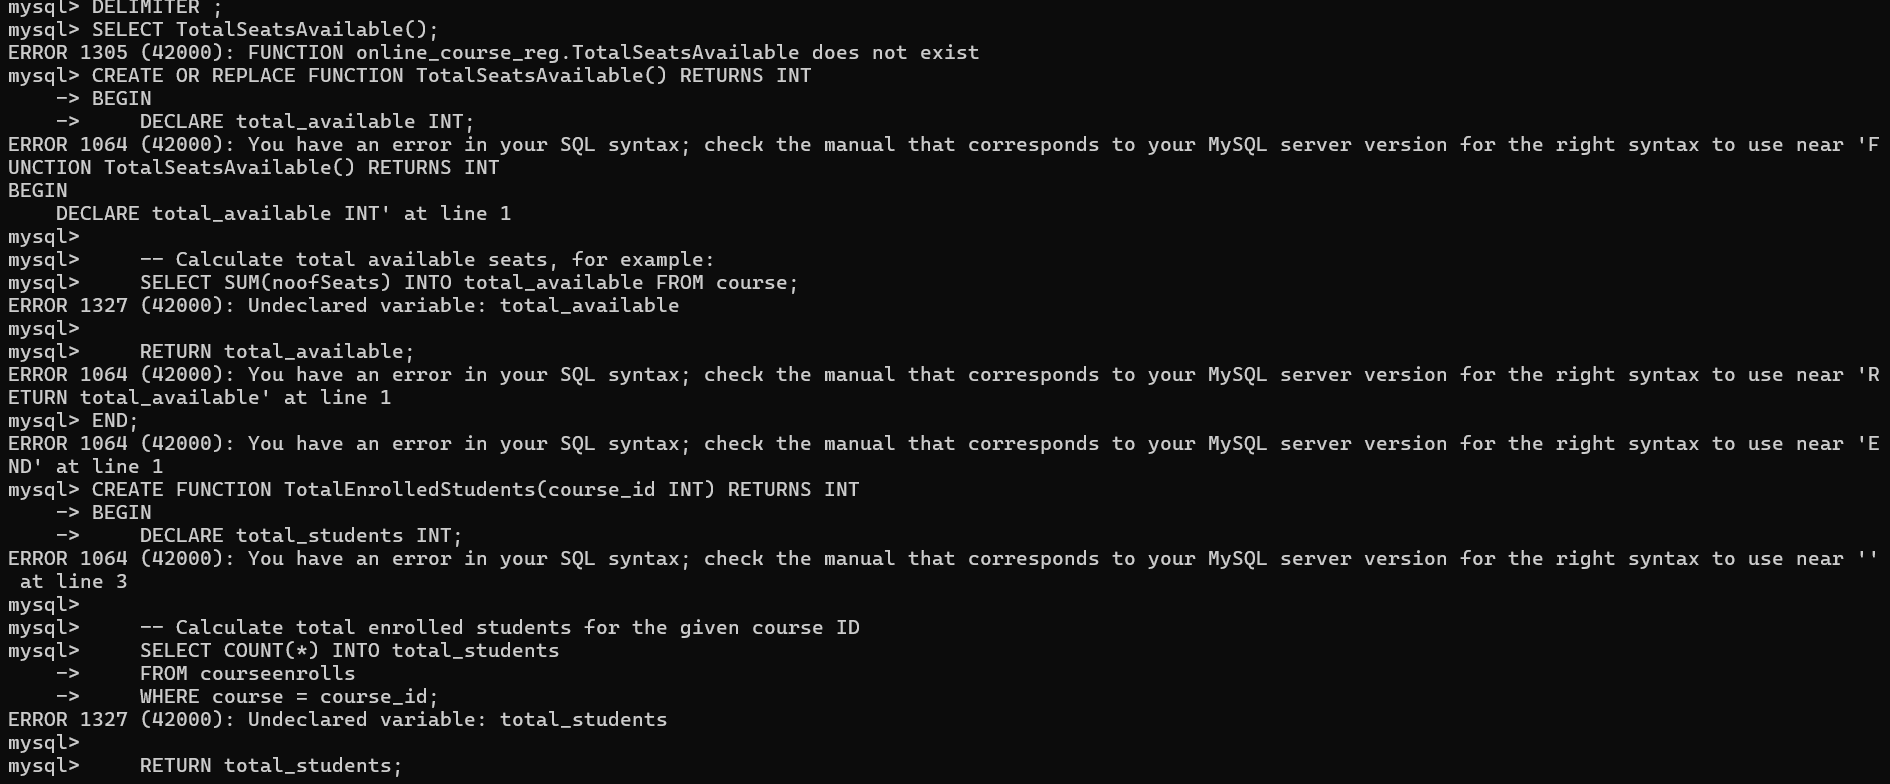 mysql> DELIMITER ;
mysql> SELECT TotalSeatsAvailable();
ERROR 1305 (42000): FUNCTION online_course_reg.TotalSeatsAvailable does not exist
mysql> CREATE OR REPLACE FUNCTION TotalSeatsAvailable() RETURNS INT
    -> BEGIN
    ->     DECLARE total_available INT;
ERROR 1064 (42000): You have an error in your SQL syntax; check the manual that corresponds to your MySQL server version for the right syntax to use near 'F
UNCTION TotalSeatsAvailable() RETURNS INT
BEGIN
    DECLARE total_available INT' at line 1
mysql>
mysql>     -- Calculate total available seats, for example:
mysql>     SELECT SUM(noofSeats) INTO total_available FROM course;
ERROR 1327 (42000): Undeclared variable: total_available
mysql>
mysql>     RETURN total_available;
ERROR 1064 (42000): You have an error in your SQL syntax; check the manual that corresponds to your MySQL server version for the right syntax to use near 'R
ETURN total_available' at line 1
mysql> END;
ERROR 1064 (42000): You have an error in your SQL syntax; check the manual that corresponds to your MySQL server version for the right syntax to use near 'E
ND' at line 1
mysql> CREATE FUNCTION TotalEnrolledStudents(course_id INT) RETURNS INT
    -> BEGIN
    ->     DECLARE total_students INT;
ERROR 1064 (42000): You have an error in your SQL syntax; check the manual that corresponds to your MySQL server version for the right syntax to use near ''
 at line 3
mysql>
mysql>     -- Calculate total enrolled students for the given course ID
mysql>     SELECT COUNT(*) INTO total_students
    ->     FROM courseenrolls
    ->     WHERE course = course_id;
ERROR 1327 (42000): Undeclared variable: total_students
mysql>
mysql>     RETURN total_students;